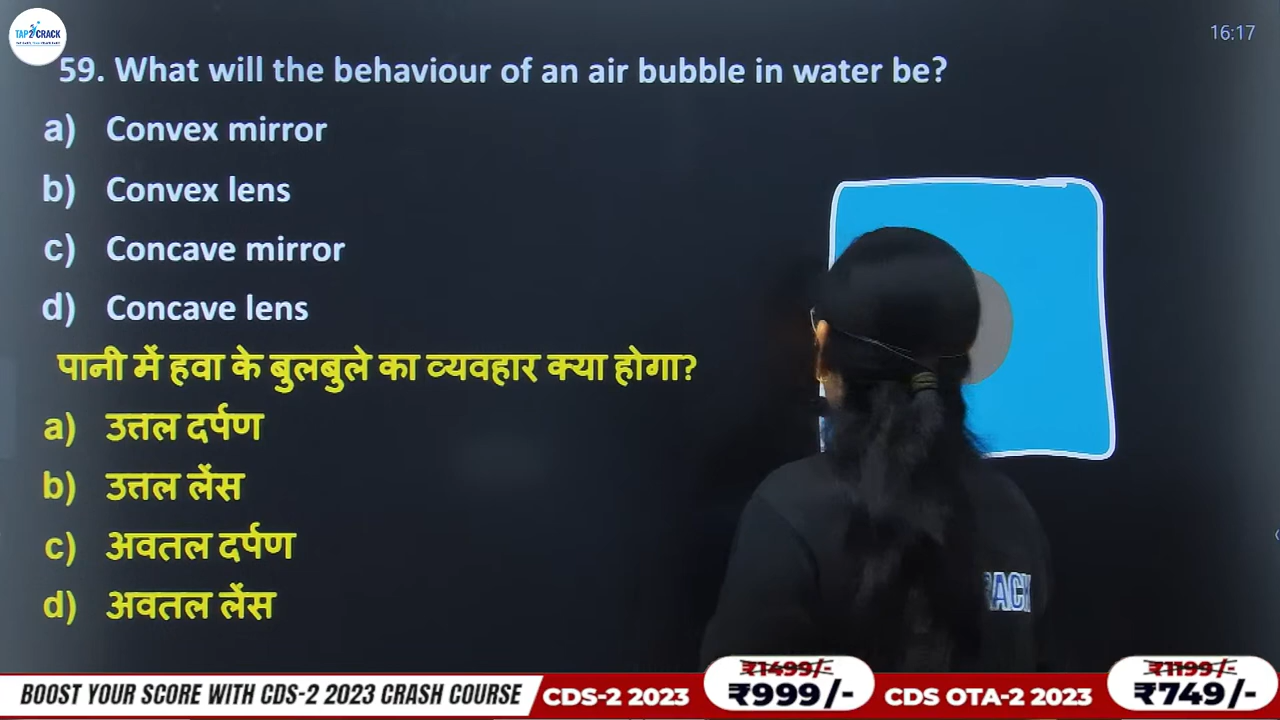 TAP2CRACK
16:17
59. What will the behaviour of an air bubble in water be?
a) Convex mirror
b) Convex lens
c) Concave mirror
d) Concave lens
पानी में हवा के बुलबुले का व्यवहार क्या होगा?
a) उत्तल दर्पण
b) उत्तल लेंस
c) अवतल दर्पण
d) अवतल लेंस
RACK
BOOST YOUR SCORE WITH CDS-2 2023 CRASH COURSE
CDS-2 2023
₹1499/-
₹999/-
CDS OTA-2 2023
₹1199/-
₹749/-